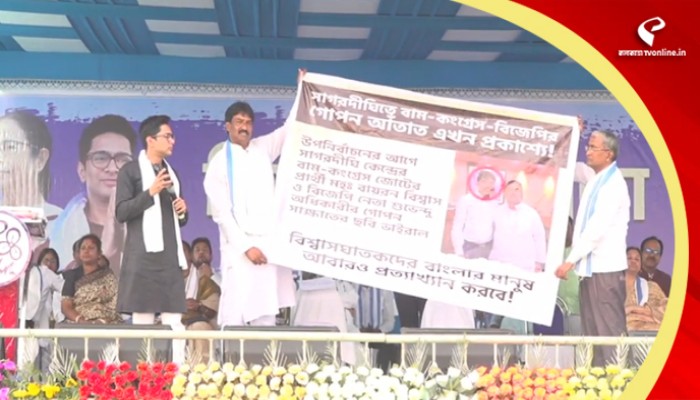 কলকাতাTVonline.in
সাগরদীঘিতে বাম-কংগ্রেস-বিজেপির
গোপন আঁতাত এখন প্রকাশ্যে!
উপনির্বাচনের আগে
সাগরদীঘি কেন্দ্রের
বাম-কংগ্রেস জোটের
প্রার্থী মহঃ বায়রন বিশ্বাস
ও বিজেপি নেতা শুভেন্দু
অধিকারীর গোপন
সাক্ষাতের ছবি ভাইরাল
বিশ্বাসঘাতকদের বাংলার মানুষ
আবারও প্রত্যাখ্যান করবে!